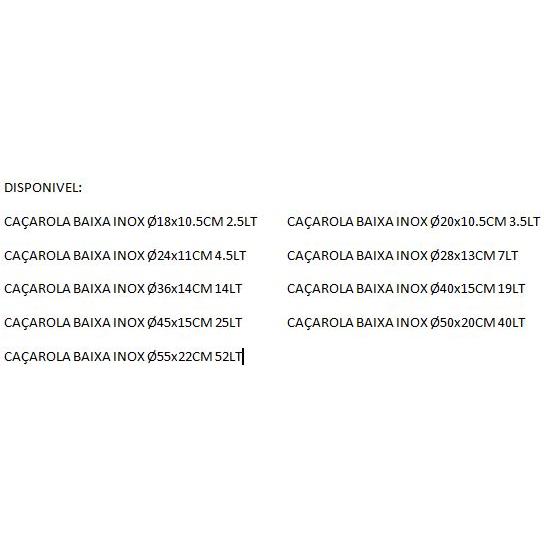 DISPONIVEL:
CAÇAROLA BAIXA INOX Ø18x10.5CM 2.5LT CAÇAROLA BAIXA INOX Ø20x10.5CM 3.5LT
CAÇAROLA BAIXA INOX Ø24x11CM 4.5LT CAÇAROLA BAIXA INOX Ø28x13CM 7LT
CAÇAROLA BAIXA INOX Ø36x14CM 14LT CAÇAROLA BAIXA INOX Ø40x15CM 19LT
CAÇAROLA BAIXA INOX Ø45x15CM 25LT CAÇAROLA BAIXA INOX Ø50x20CM 40LT
CAÇAROLA BAIXA INOX Ø55x22CM 52LT